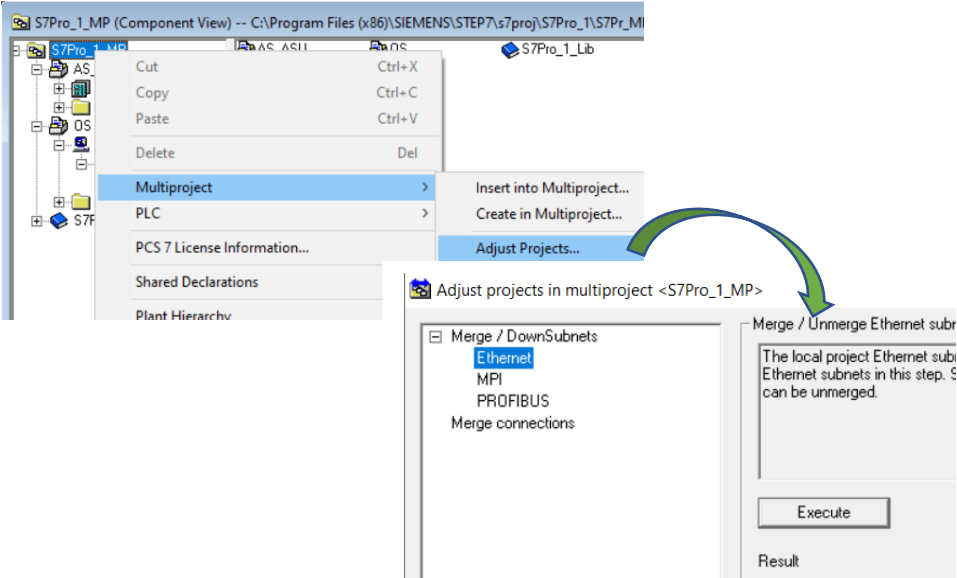 S7Pro_1_MP (Component View) -- C:\Program Files (x86)\SIEMENS\STEP7\s7proj\S7Pro_1\S7Pr_MP
S7Pro_1_MP
AS_ASU
OS
S7Pro_1_Lib
AS_
OS
S7P
Cut Ctrl+X
Copy Ctrl+C
Paste Ctrl+V
Delete Del
Multiproject >
PLC >
PCS 7 License Information...
Shared Declarations
Plant Hierarchy
Insert into Multiproject...
Create in Multiproject...
Adjust Projects...
Adjust projects in multiproject <S7Pro_1_MP>
Merge / DownSubnets
Ethernet
MPI
PROFIBUS
Merge connections
Merge / Unmerge Ethernet subn
The local project Ethernet subn
Ethernet subnets in this step. S
can be unmerged.
Execute
Result